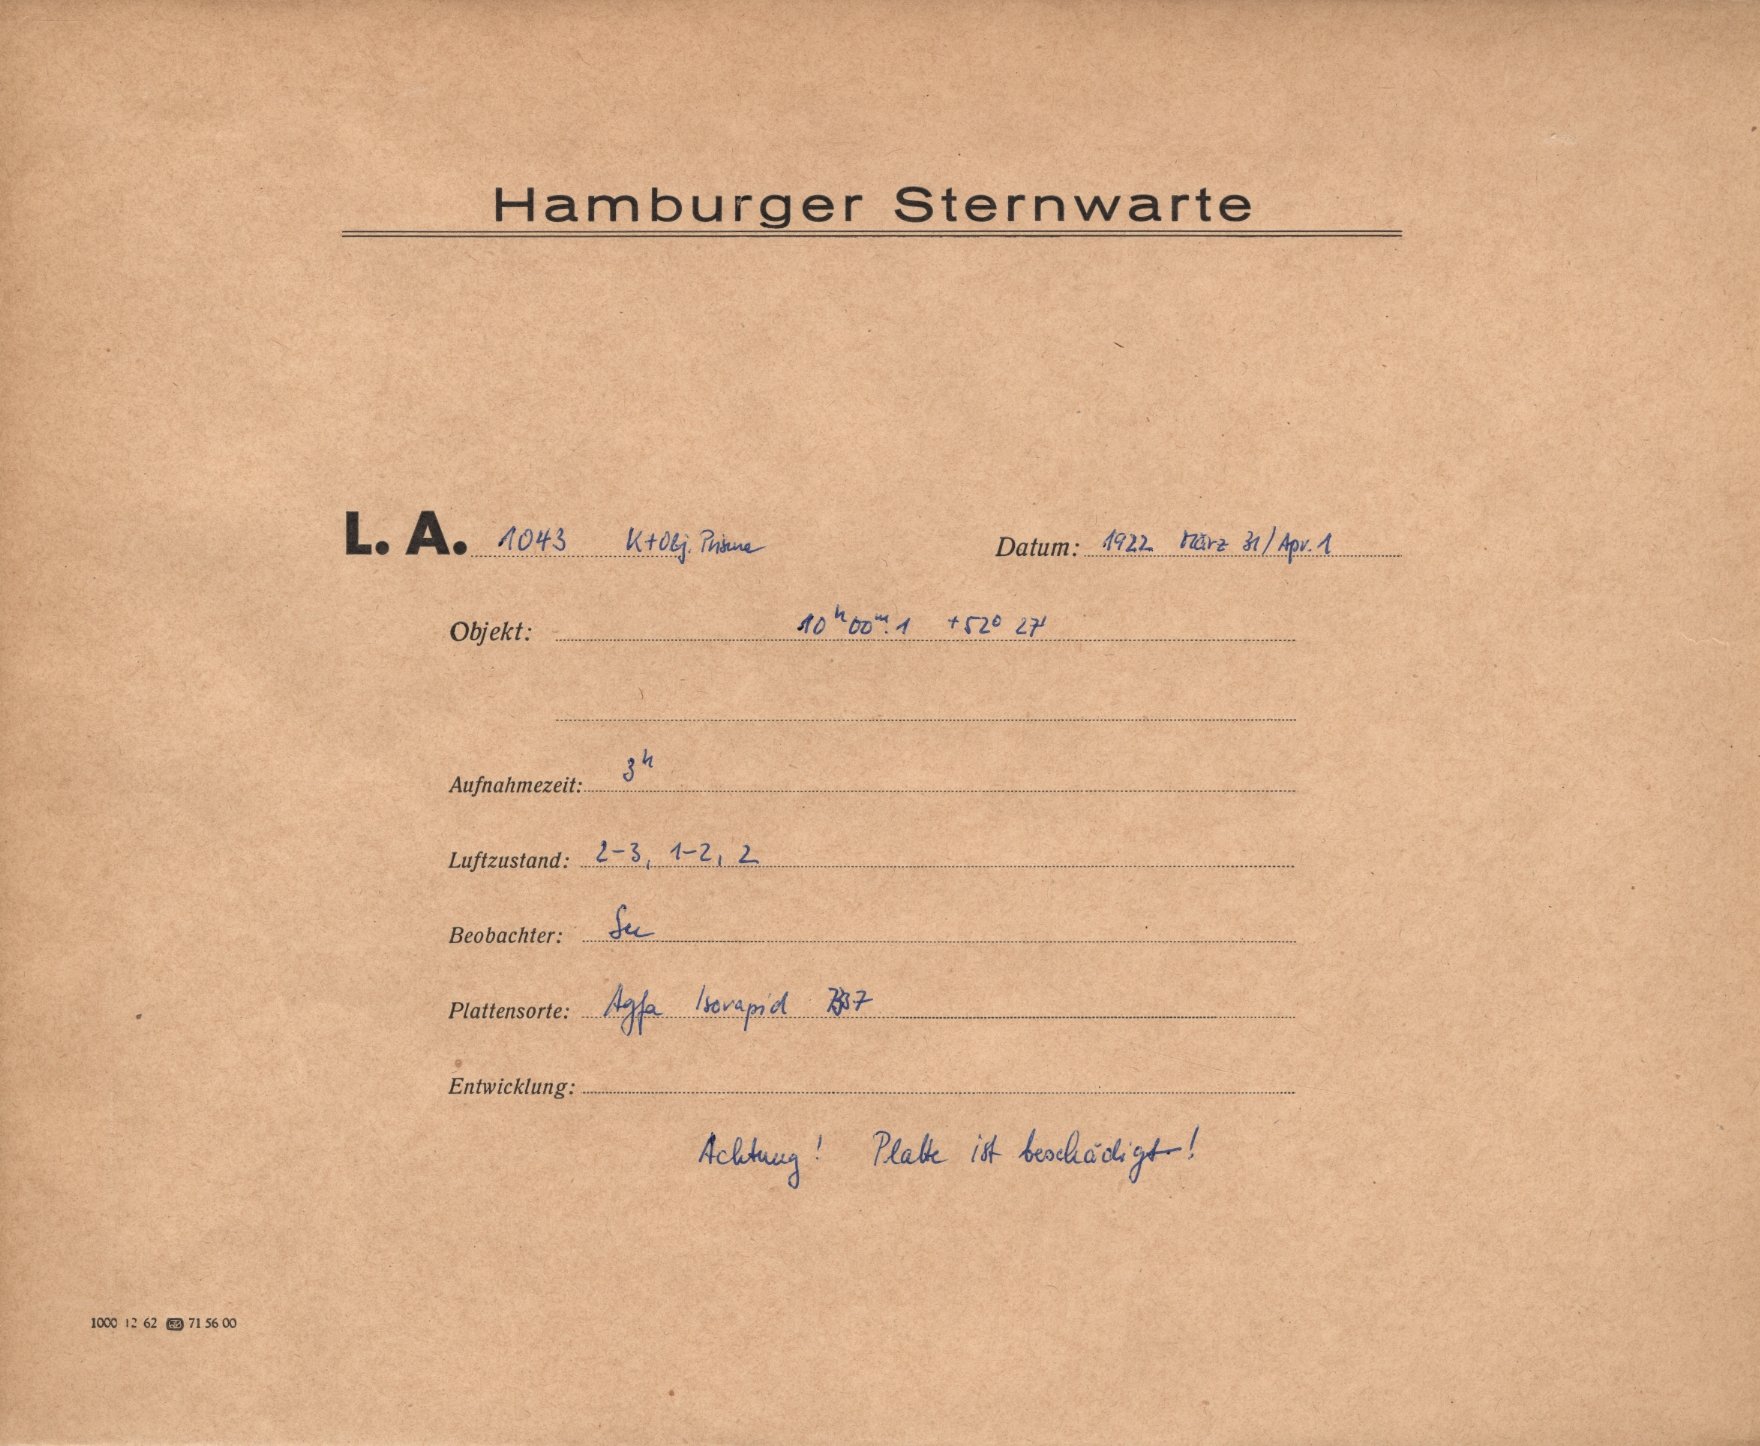 Hamburger Sternwarte
L. A. 1043 K+Obj. Prisma Datum: 1922 März 31/Apr. 1
Objekt: 10ʰ00ᵐ.1 +52° 27'
Aufnahmezeit: 3ʰ
Luftzustand: 2-3, 1-2, 2
Beobachter:
Plattensorte: Agfa Isorapid
Entwicklung:
Achtung! Platte ist beschädigt!
1000 12 62 71 56 00